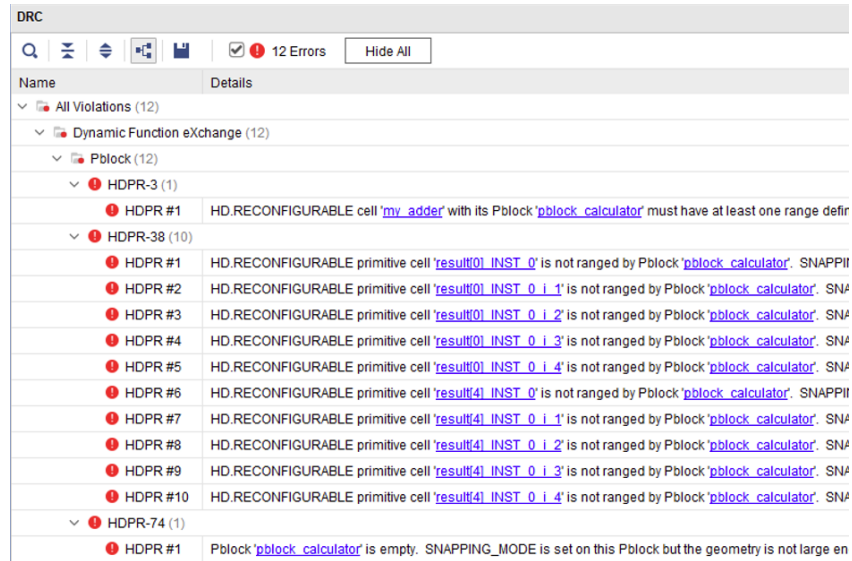 DRC
12 Errors Hide All
Name Details
All Violations (12)
Dynamic Function eXchange (12)
Pblock (12)
HDPR-3 (1)
HDPR #1 HD.RECONFIGURABLE cell 'my_adder' with its Pblock 'pblock_calculator' must have at least one range defin
HDPR-38 (10)
HDPR #1 HD.RECONFIGURABLE primitive cell 'result[0]_INST_0' is not ranged by Pblock 'pblock_calculator'. SNAPPIN
HDPR #2 HD.RECONFIGURABLE primitive cell 'result[0]_INST_0_i_1' is not ranged by Pblock 'pblock_calculator'. SNA
HDPR #3 HD.RECONFIGURABLE primitive cell 'result[0]_INST_0_i_2' is not ranged by Pblock 'pblock_calculator'. SNA
HDPR #4 HD.RECONFIGURABLE primitive cell 'result[0]_INST_0_i_3' is not ranged by Pblock 'pblock_calculator'. SNA
HDPR #5 HD.RECONFIGURABLE primitive cell 'result[0]_INST_0_i_4' is not ranged by Pblock 'pblock_calculator'. SNA
HDPR #6 HD.RECONFIGURABLE primitive cell 'result[4]_INST_0' is not ranged by Pblock 'pblock_calculator'. SNAPPIN
HDPR #7 HD.RECONFIGURABLE primitive cell 'result[4]_INST_0_i_1' is not ranged by Pblock 'pblock_calculator'. SNA
HDPR #8 HD.RECONFIGURABLE primitive cell 'result[4]_INST_0_i_2' is not ranged by Pblock 'pblock_calculator'. SNA
HDPR #9 HD.RECONFIGURABLE primitive cell 'result[4]_INST_0_i_3' is not ranged by Pblock 'pblock_calculator'. SNA
HDPR #10 HD.RECONFIGURABLE primitive cell 'result[4]_INST_0_i_4' is not ranged by Pblock 'pblock_calculator'. SNA
HDPR-74 (1)
HDPR #1 Pblock 'pblock_calculator' is empty. SNAPPING_MODE is set on this Pblock but the geometry is not large en